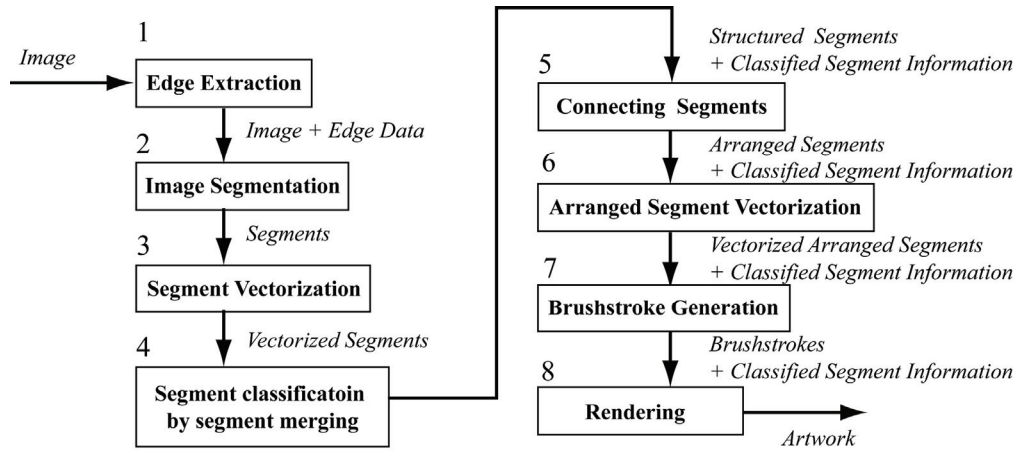 1
Image
Edge Extraction
Image + Edge Data
2
Image Segmentation
Segments
3
Segment Vectorization
Vectorized Segments
4
Segment classificatoin
by segment merging
Structured Segments
+ Classified Segment Information
5
Connecting Segments
Arranged Segments
+ Classified Segment Information
6
Arranged Segment Vectorization
Vectorized Arranged Segments
+ Classified Segment Information
7
Brushstroke Generation
Brushstrokes
+ Classified Segment Information
8
Rendering
Artwork